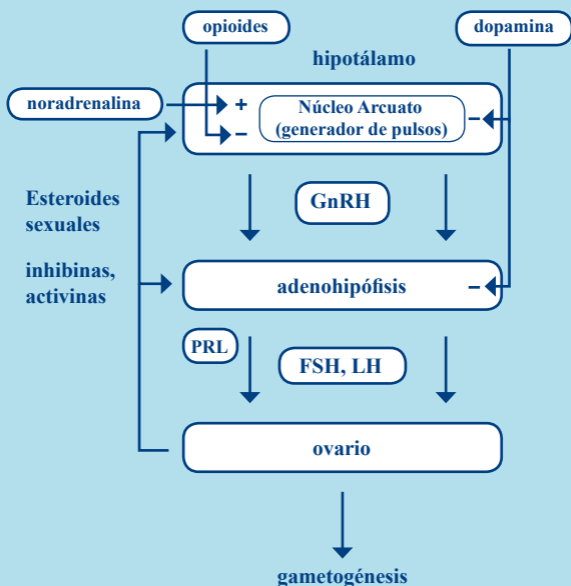 opioides
dopamina
hipotálamo
noradrenalina
+
Núcleo Arcuato
(generador de pulsos)
–
–
Esteroides
sexuales
GnRH
inhibinas,
activinas
adenohipófisis
–
PRL
FSH, LH
ovario
gametogénesis